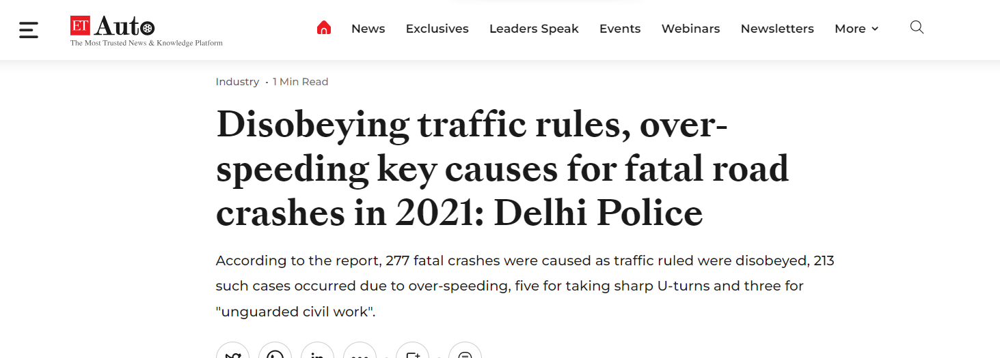 ET Auto
The Most Trusted News & Knowledge Platform
News Exclusives Leaders Speak Events Webinars Newsletters More
Industry • 1 Min Read
Disobeying traffic rules, over-
speeding key causes for fatal road
crashes in 2021: Delhi Police
According to the report, 277 fatal crashes were caused as traffic ruled were disobeyed, 213
such cases occurred due to over-speeding, five for taking sharp U-turns and three for
"unguarded civil work".